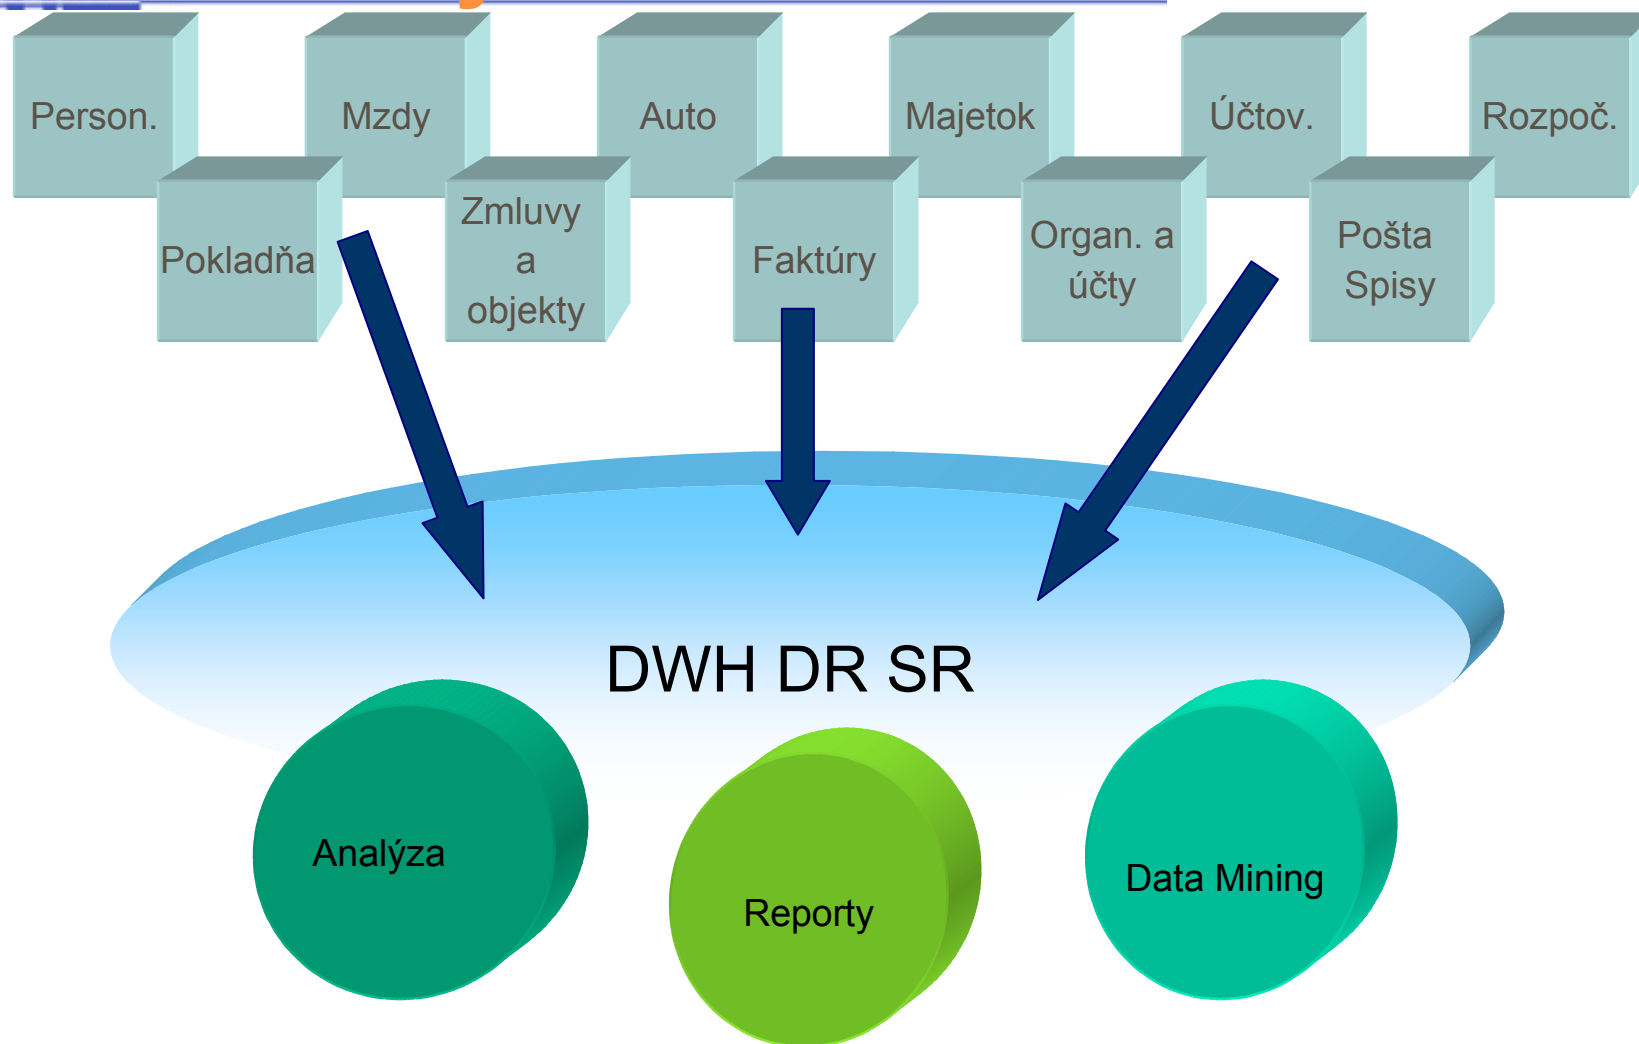 Person.
Mzdy
Auto
Majetok
Účtov.
Rozpoč.
Pokladňa
Zmluvy
a
objekty
Faktúry
Organ. a
účty
Pošta
Spisy
DWH DR SR
Analýza
Reporty
Data Mining